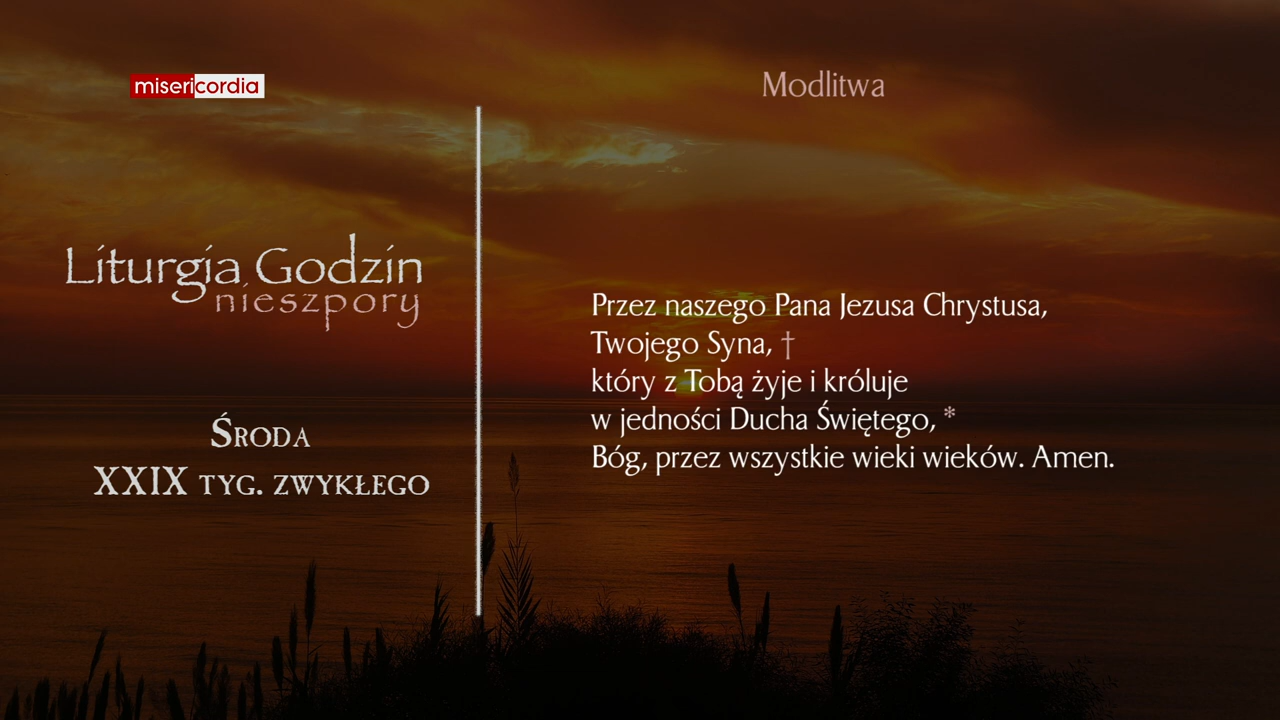 misericordia
Liturgia Godzin
nieszpory
Środa
XXIX tyg. zwykłego
Modlitwa
Przez naszego Pana Jezusa Chrystusa,
Twojego Syna, †
który z Tobą żyje i króluje
w jedności Ducha Świętego, *
Bóg, przez wszystkie wieki wieków. Amen.